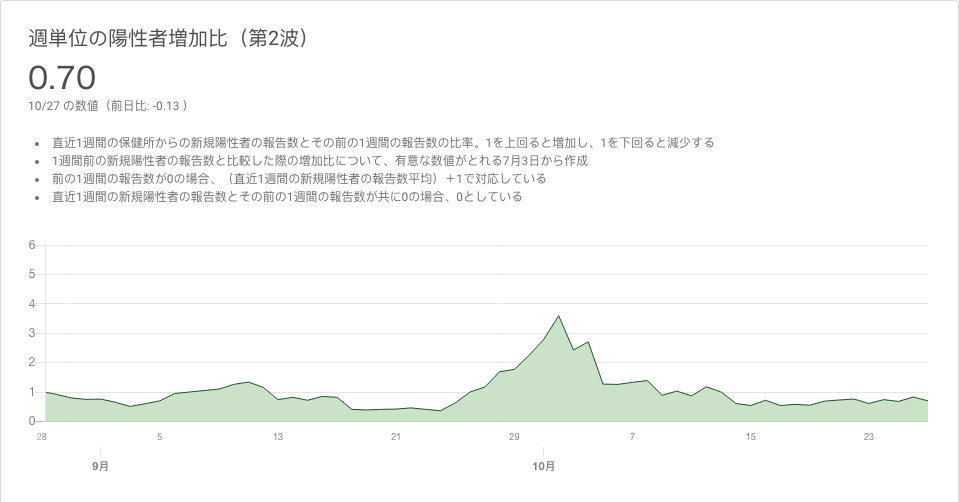 週単位の陽性者増加比（第2波）
0.70
10/27 の数値（前日比: -0.13 ）
• 直近1週間の保健所からの新規陽性者の報告数とその前の1週間の報告数の比率。1を上回ると増加し、1を下回ると減少する
• 1週間前の新規陽性者の報告数と比較した際の増加比について、有意な数値がとれる7月3日から作成
• 前の1週間の報告数が0の場合、（直近1週間の新規陽性者の報告数平均）＋1で対応している
• 直近1週間の新規陽性者の報告数とその前の1週間の報告数が共に0の場合、0としている
6
5
4
3
2
1
0
28 5 13 21 29 7 15 23
9月 10月